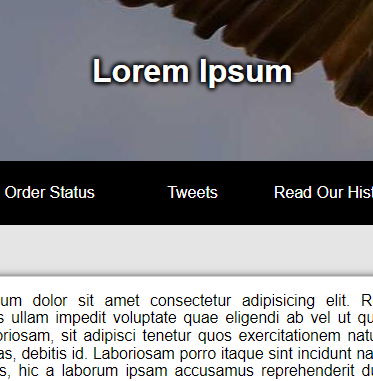 Lorem Ipsum
Order Status Tweets Read Our Hist
um dolor sit amet consectetur adipisicing elit. R
s ullam impedit voluptate quae eligendi ab vel ut qu
oriosam, sit adipisci tenetur quos exercitationem natu
as, debitis id. Laboriosam porro itaque sint incidunt na
s, hic a laborum ipsam accusamus reprehenderit du